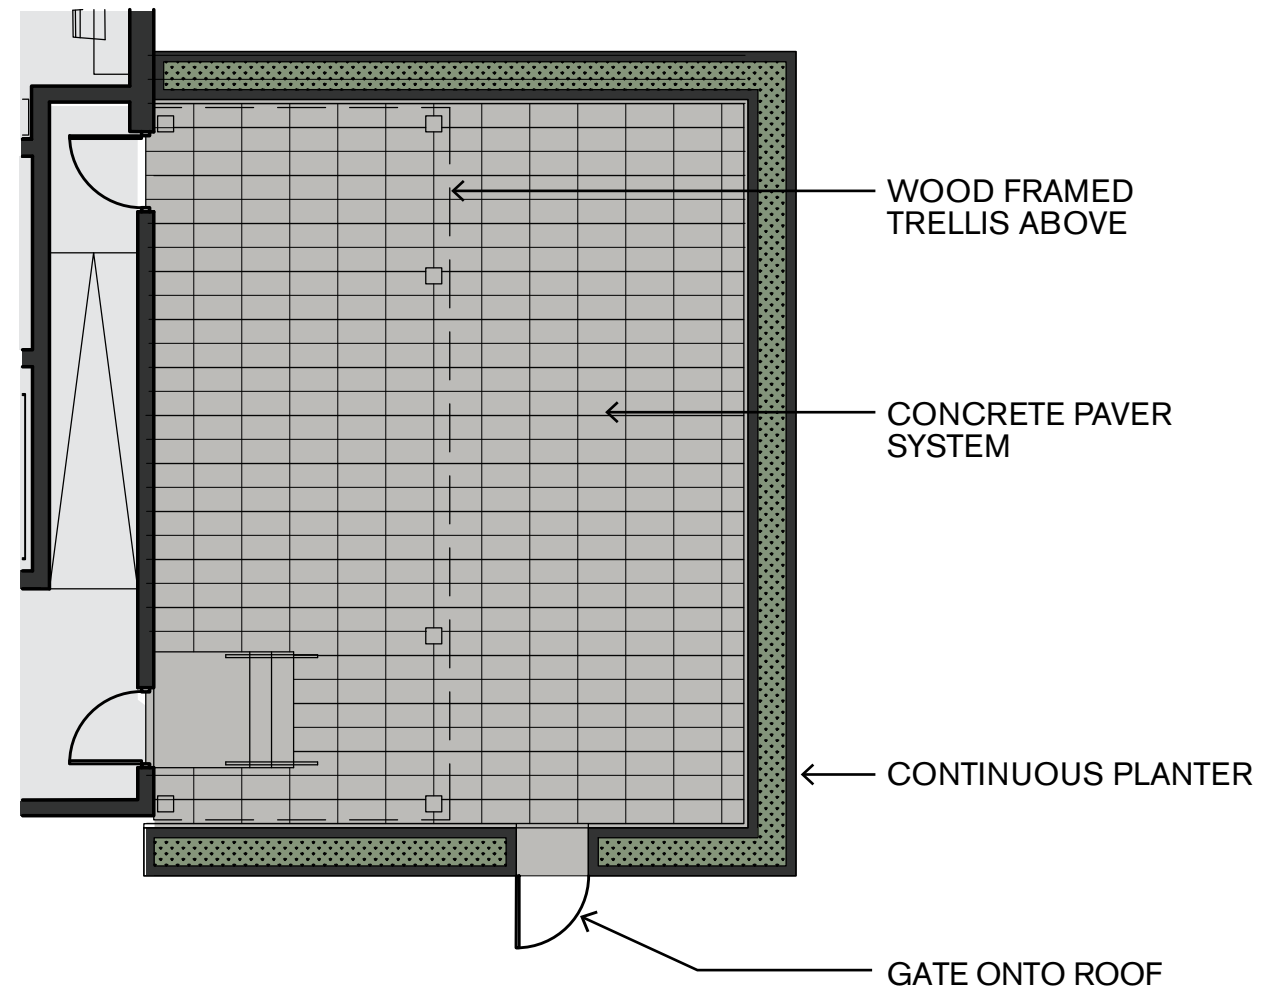 WOOD FRAMED
TRELLIS ABOVE
CONCRETE PAVER
SYSTEM
CONTINUOUS PLANTER
GATE ONTO ROOF